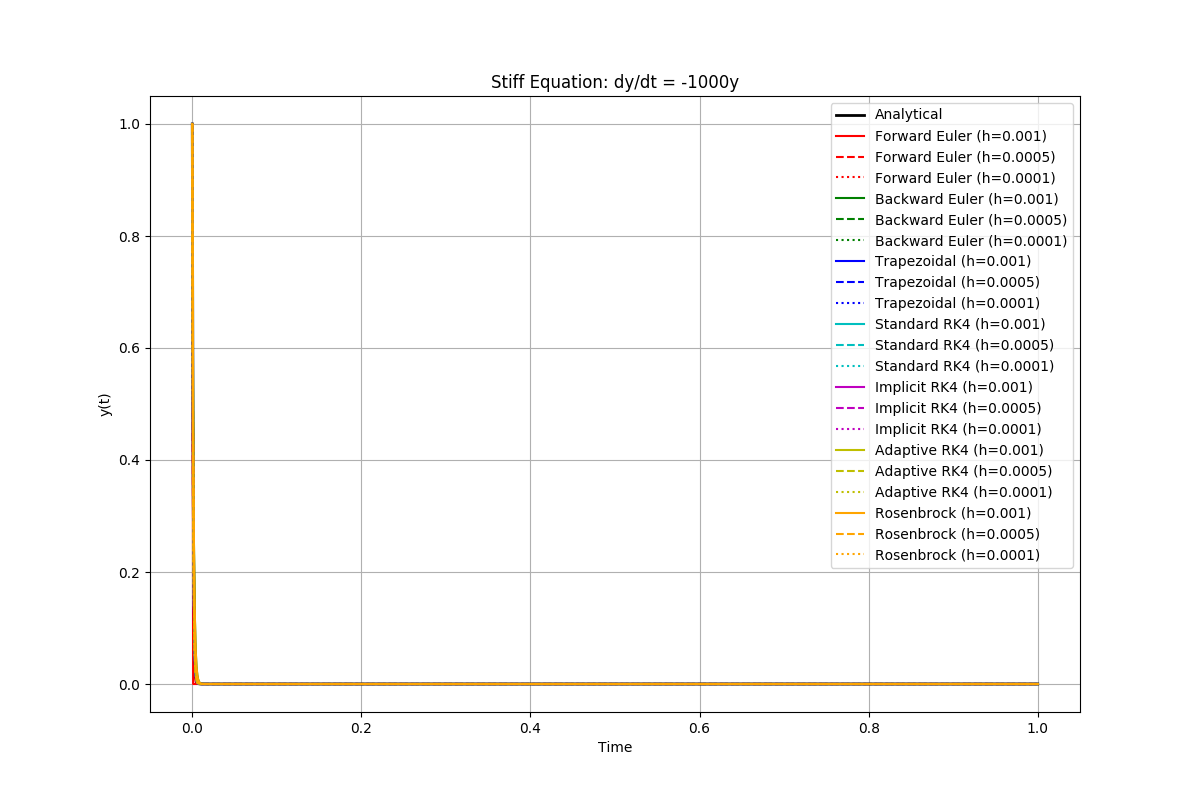 Stiff Equation: dy/dt = -1000y
1.0
0.8
0.6
0.4
0.2
0.0
y(t)
Analytical
Forward Euler (h=0.001)
Forward Euler (h=0.0005)
Forward Euler (h=0.0001)
Backward Euler (h=0.001)
Backward Euler (h=0.0005)
Backward Euler (h=0.0001)
Trapezoidal (h=0.001)
Trapezoidal (h=0.0005)
Trapezoidal (h=0.0001)
Standard RK4 (h=0.001)
Standard RK4 (h=0.0005)
Standard RK4 (h=0.0001)
Implicit RK4 (h=0.001)
Implicit RK4 (h=0.0005)
Implicit RK4 (h=0.0001)
Adaptive RK4 (h=0.001)
Adaptive RK4 (h=0.0005)
Adaptive RK4 (h=0.0001)
Rosenbrock (h=0.001)
Rosenbrock (h=0.0005)
Rosenbrock (h=0.0001)
0.0 0.2 0.4 0.6 0.8 1.0
Time